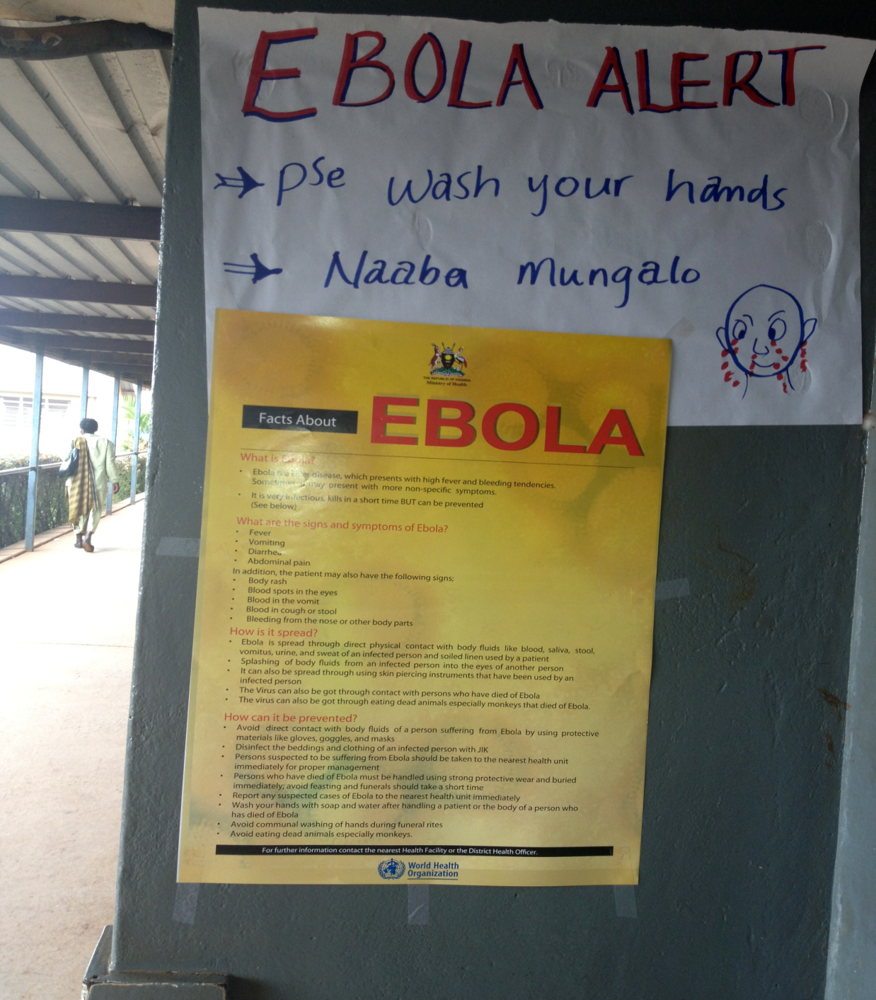 EBOLA ALERT
Pse wash your hands
Naaba mungalo
THE REPUBLIC OF UGANDA
Ministry of Health
Facts About EBOLA
What is Ebola?
• Ebola is a killer disease, which presents with high fever and bleeding tendencies.
Sometimes it may present with more non-specific symptoms.
• It is very infectious, kills in a short time BUT can be prevented
(See below)
What are the signs and symptoms of Ebola?
• Fever
• Vomiting
• Diarrhea
• Abdominal pain
In addition, the patient may also have the following signs;
• Body rash
• Blood spots in the eyes
• Blood in the vomit
• Blood in cough or stool
• Bleeding from the nose or other body parts
How is it spread?
• Ebola is spread through direct physical contact with body fluids like blood, saliva, stool,
vomitus, urine, and sweat of an infected person and soiled linen used by a patient
• Splashing of body fluids from an infected person into the eyes of another person
• It can also be spread through using skin piercing instruments that have been used by an
infected person
• The Virus can also be got through contact with persons who have died of Ebola
• The virus can also be got through eating dead animals especially monkeys that died of Ebola.
How can it be prevented?
• Avoid direct contact with body fluids of a person suffering from Ebola by using protective
materials like gloves, goggles, and masks
• Disinfect the beddings and clothing of an infected person with JIK
• Persons suspected to be suffering from Ebola should be taken to the nearest health unit
immediately for proper management
• Persons who have died of Ebola must be handled using strong protective wear and buried
immediately; avoid feasting and funerals should take a short time
• Report any suspected cases of Ebola to the nearest health unit immediately
• Wash your hands with soap and water after handling a patient or the body of a person who
has died of Ebola
• Avoid communal washing of hands during funeral rites
• Avoid eating dead animals especially monkeys.
For further information contact the nearest Health Facility or the District Health Officer.
World Health
Organization